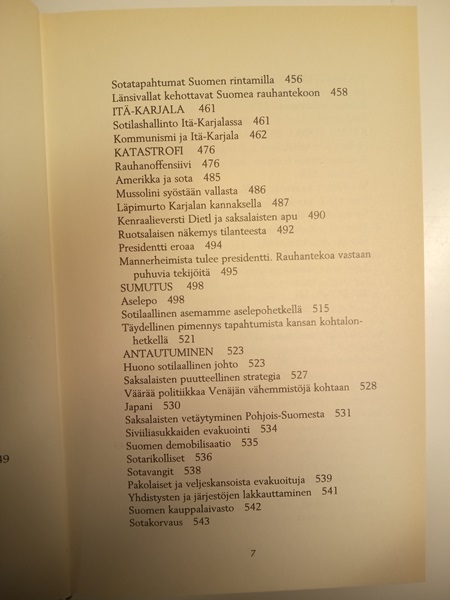 Sotatapahtumat Suomen rintamilla 456
Länsivallat kehottavat Suomea rauhantekoon 458
ITÄ-KARJALA 461
Sotilashallinto Itä-Karjalassa 461
Kommunismi ja Itä-Karjala 462
KATASTROFI 476
Rauhanoffensiivi 476
Amerikka ja sota 485
Mussolini syöstään vallasta 486
Läpimurto Karjalan kannaksella 487
Kenraalieversti Dietl ja saksalaisten apu 490
Ruotsalaisen näkemys tilanteesta 492
Presidentti eroaa 494
Mannerheimista tulee presidentti. Rauhantekoa vastaan
puhuvia tekijöitä 495
SUMUTUS 498
Aselepo 498
Sotilaallinen asemamme aselepohetkellä 515
Täydellinen pimennys tapahtumista kansan kohtalon-
hetkellä 521
ANTAUTUMINEN 523
Huono sotilaallinen johto 523
Saksalaisten puutteellinen strategia 527
Väärää politiikkaa Venäjän vähemmistöjä kohtaan 528
Japani 530
Saksalaisten vetäytyminen Pohjois-Suomesta 531
Siviiliasukkaiden evakuointi 534
Suomen demobilisaatio 535
Sotarikolliset 536
Sotavangit 538
Pakolaiset ja veljeskansoista evakuoituja 539
Yhdistysten ja järjestöjen lakkauttaminen 541
Suomen kauppalaivasto 542
Sotakorvaus 543
7
49